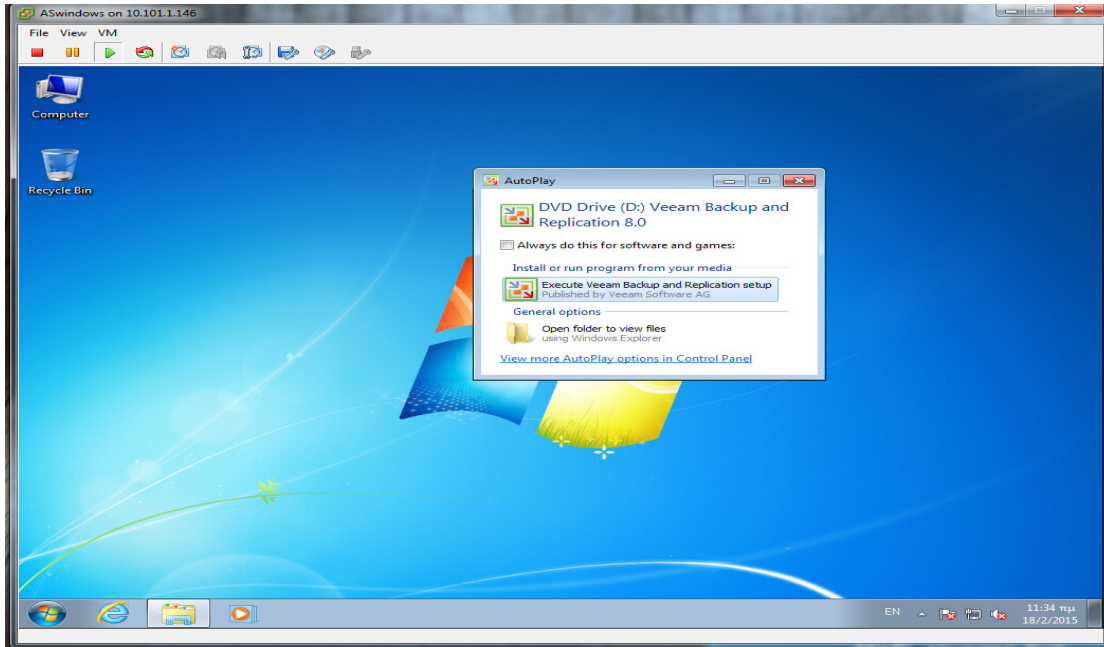 ASwindows on 10.101.1.146
File View VM
Computer
Recycle Bin
AutoPlay
DVD Drive (D:) Veeam Backup and
Replication 8.0
Always do this for software and games:
Install or run program from your media
Execute Veeam Backup and Replication setup
Published by Veeam Software AG
General options
Open folder to view files
using Windows Explorer
View more AutoPlay options in Control Panel
EN
11:34 πμ
18/2/2015